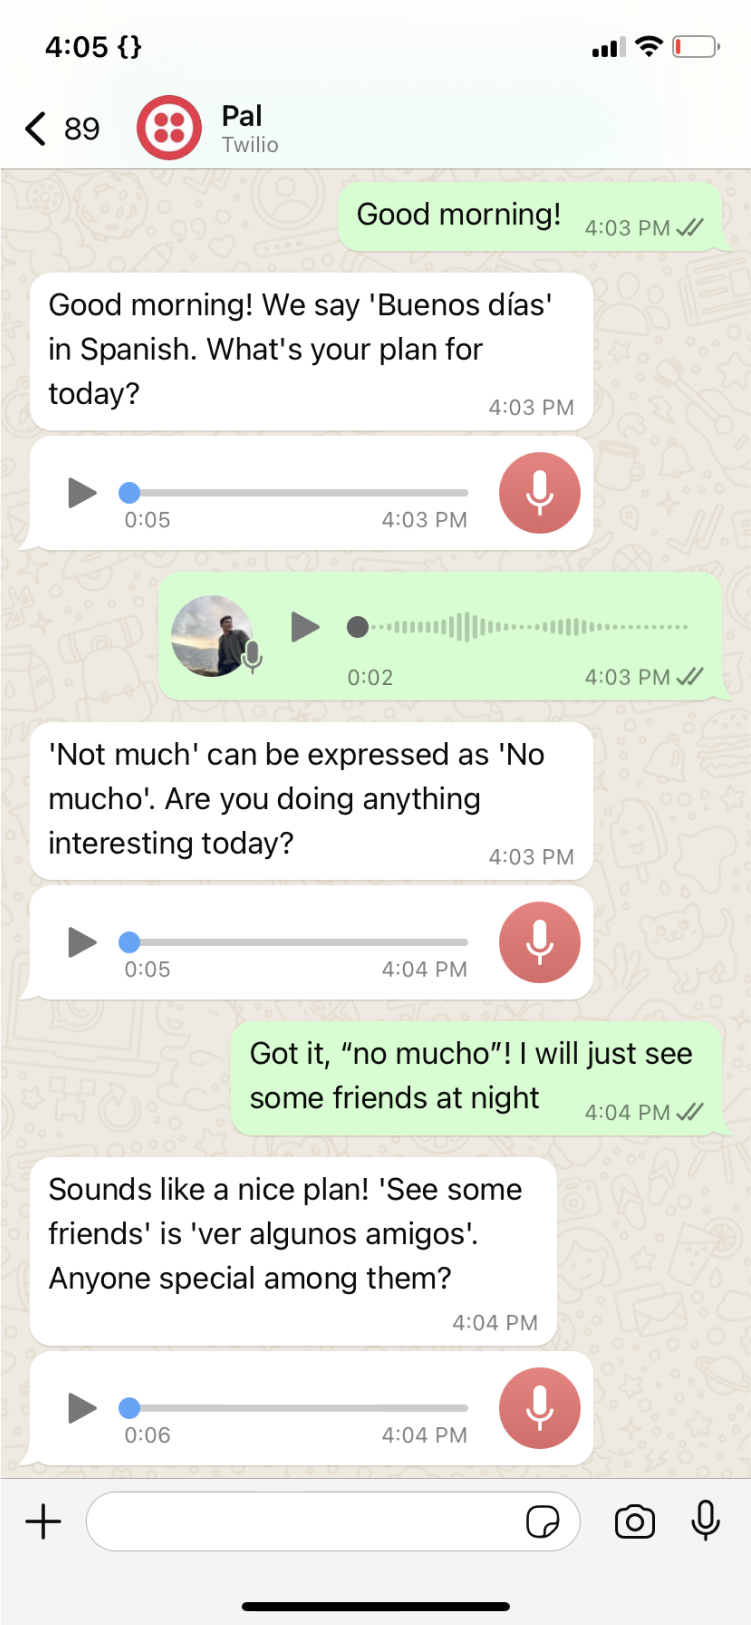 4:05 {}
89
Pal
Twilio
Good morning!
4:03 PM
Good morning! We say 'Buenos días'
in Spanish. What's your plan for
today?
4:03 PM
0:05
4:03 PM
0:02
4:03 PM
'Not much' can be expressed as 'No
mucho'. Are you doing anything
interesting today?
4:03 PM
0:05
4:04 PM
Got it, “no mucho”! I will just see
some friends at night
4:04 PM
Sounds like a nice plan! 'See some
friends' is 'ver algunos amigos'.
Anyone special among them?
4:04 PM
0:06
4:04 PM